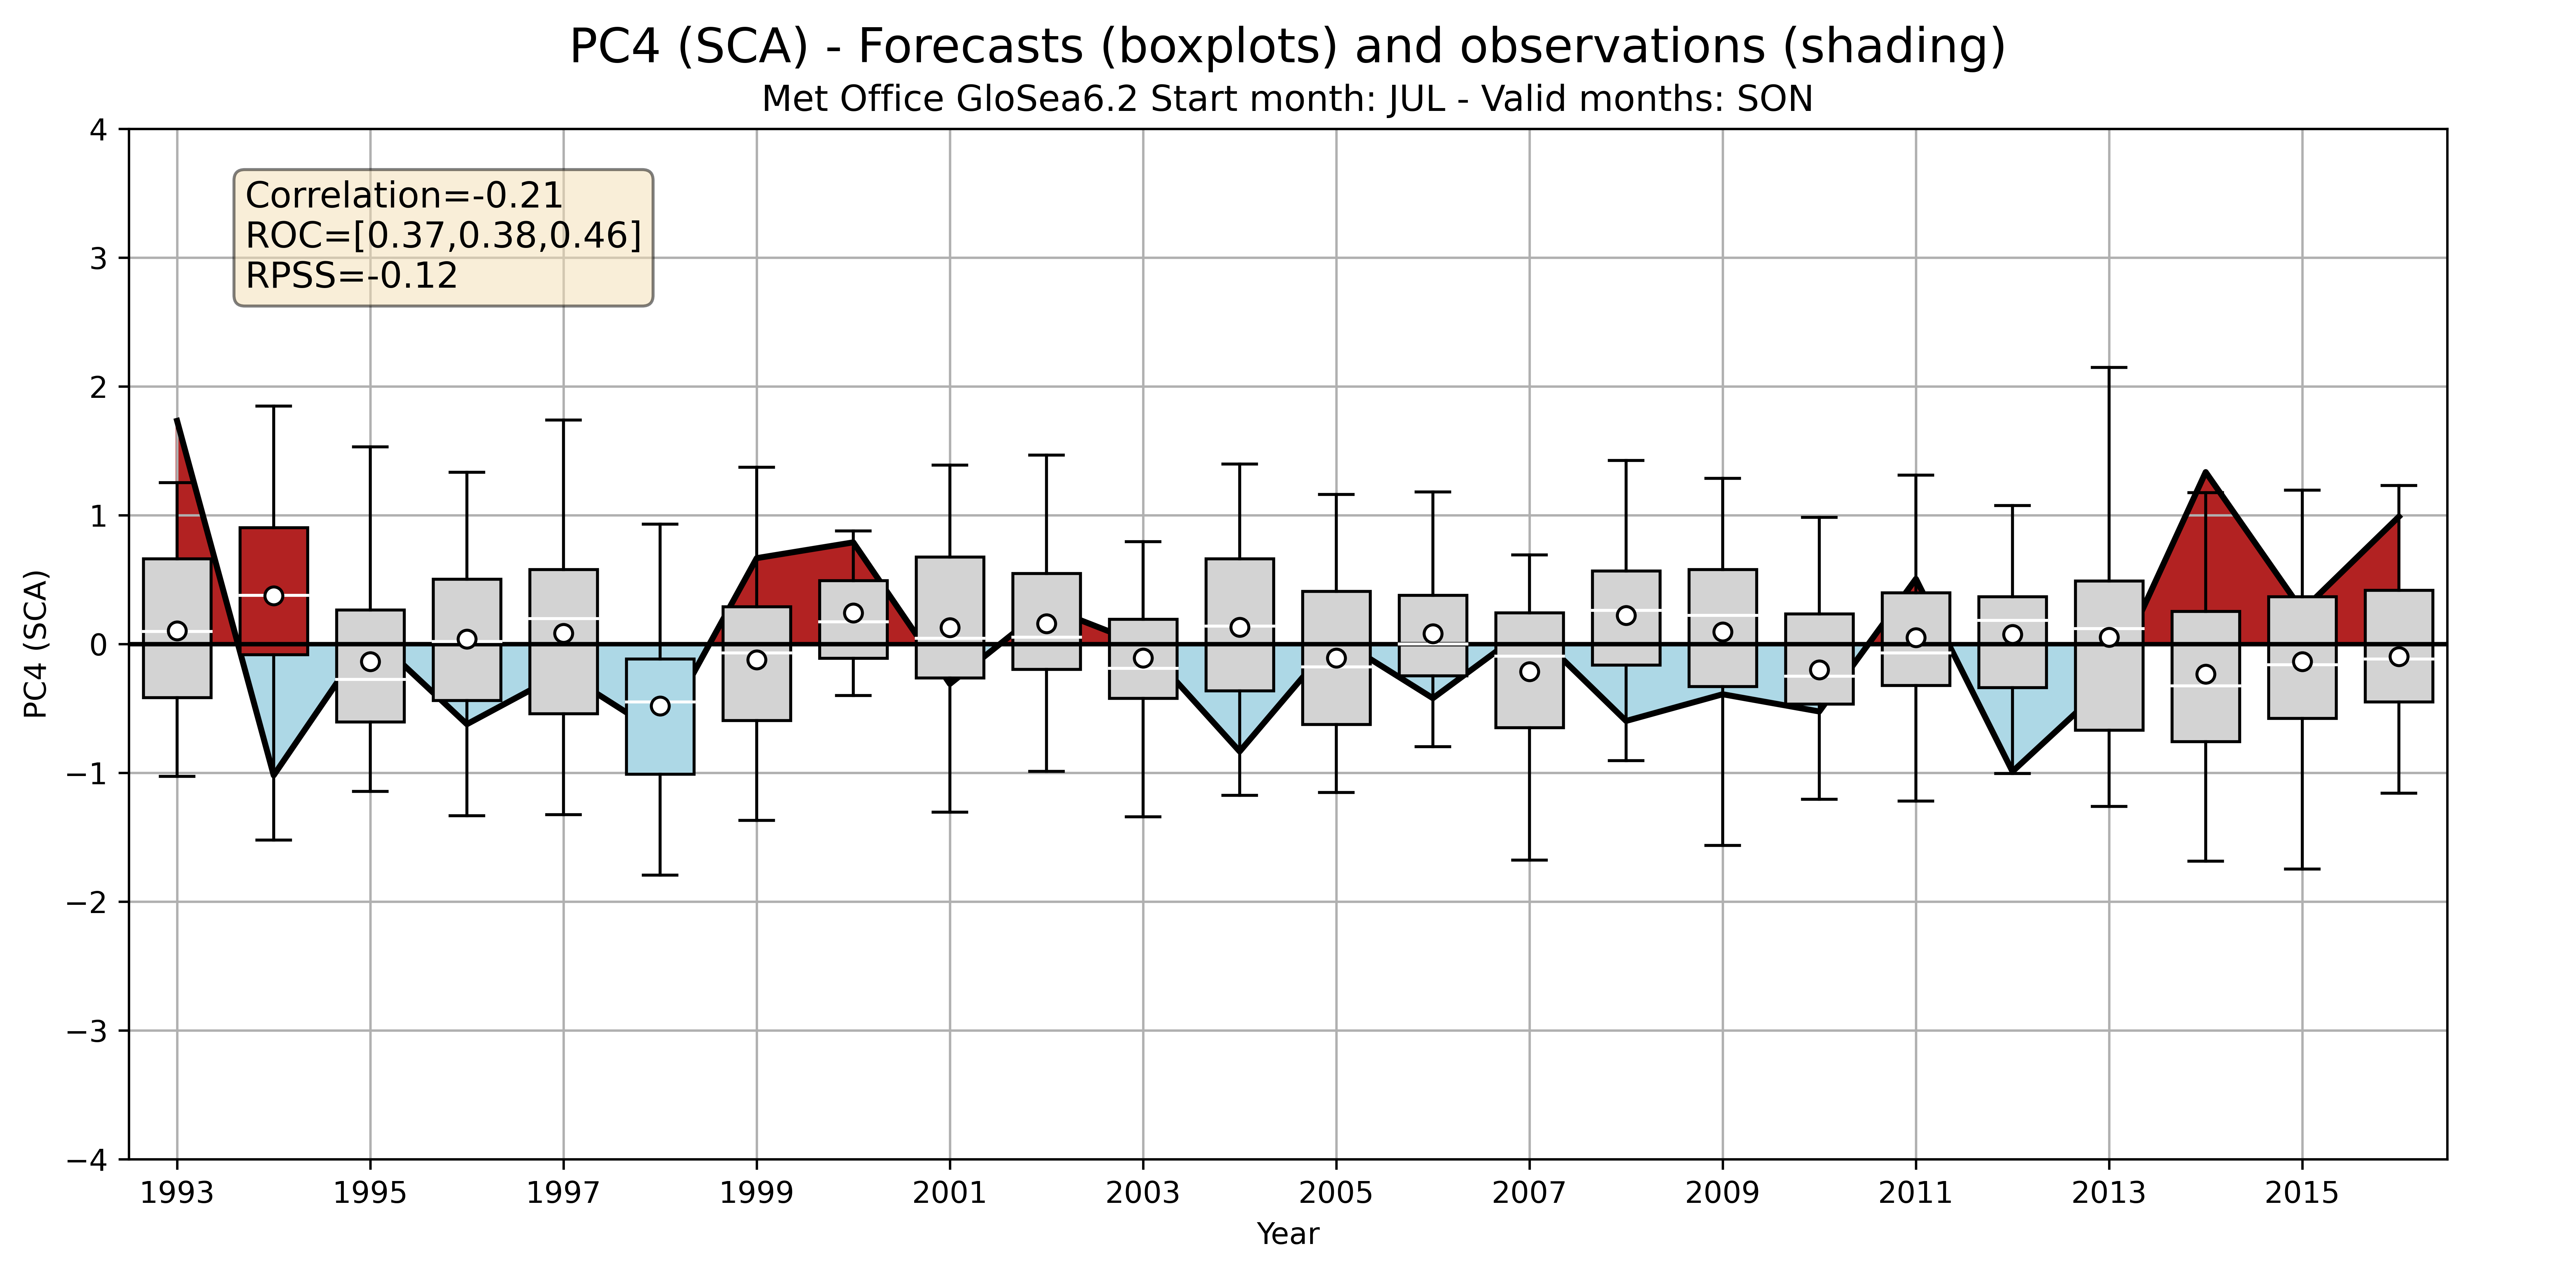 PC4 (SCA) - Forecasts (boxplots) and observations (shading)
Met Office GloSea6.2 Start month: JUL - Valid months: SON
Correlation=-0.21
ROC=[0.37,0.38,0.46]
RPSS=-0.12
PC4 (SCA)
4
3
2
1
0
−1
−2
−3
−4
1993 1995 1997 1999 2001 2003 2005 2007 2009 2011 2013 2015
Year